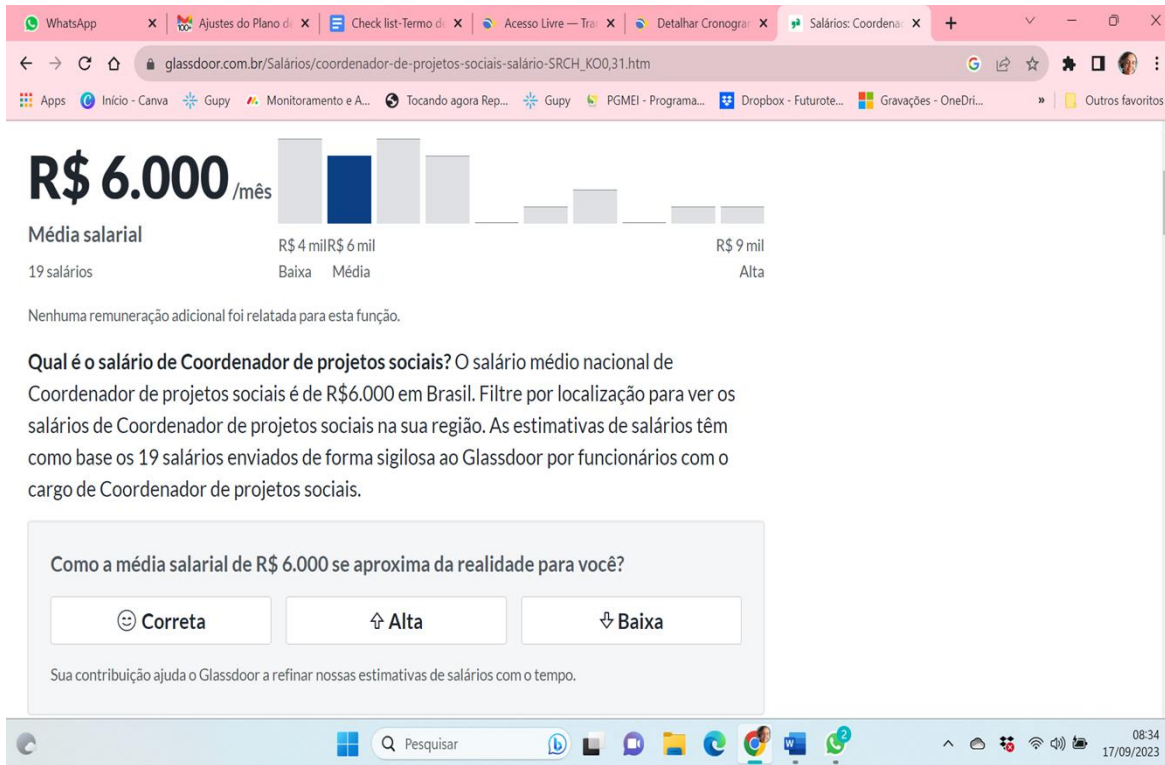 WhatsApp
Ajustes do Plano d
Check list-Termo de
Acesso Livre — Tra
Detalhar Cronogra
Salários: Coordena
glassdoor.com.br/Salários/coordenador-de-projetos-sociais-salário-SRCH_KO0,31.htm
Apps
Início - Canva
Gupy
Monitoramento e A...
Tocando agora Rep...
Gupy
PGMEI - Programa...
Dropbox - Futurote...
Gravações - OneDri...
»
Outros favoritos
R$ 6.000 /mês
Média salarial
19 salários
R$ 4 mil R$ 6 mil R$ 9 mil
Baixa Média Alta
Nenhuma remuneração adicional foi relatada para esta função.
Qual é o salário de Coordenador de projetos sociais? O salário médio nacional de
Coordenador de projetos sociais é de R$6.000 em Brasil. Filtre por localização para ver os
salários de Coordenador de projetos sociais na sua região. As estimativas de salários têm
como base os 19 salários enviados de forma sigilosa ao Glassdoor por funcionários com o
cargo de Coordenador de projetos sociais.
Como a média salarial de R$ 6.000 se aproxima da realidade para você?
Correta
Alta
Baixa
Sua contribuição ajuda o Glassdoor a refinar nossas estimativas de salários com o tempo.
Pesquisar
2
08:34
17/09/2023